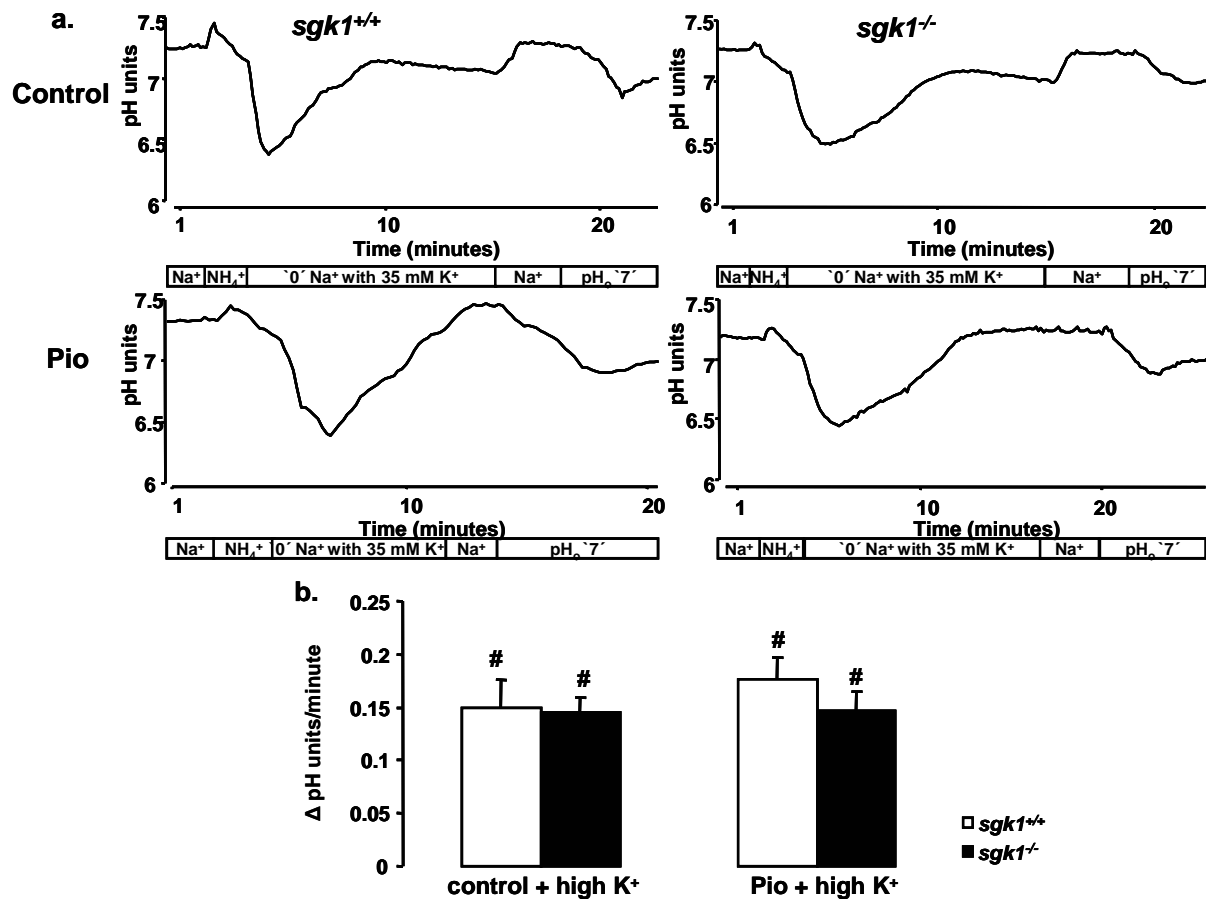 a.
sgk1+/+
sgk1-/-
Control
pH units
7.5
7
6.5
6
1
10
20
Time (minutes)
Na+ NH4+ `0´ Na+ with 35 mM K+ Na+ pHo `7´
pH units
7.5
7
6.5
6
1
10
20
Time (minutes)
Na+ NH4+ `0´ Na+ with 35 mM K+ Na+ pHo `7´
Pio
pH units
7.5
7
6.5
6
1
10
20
Time (minutes)
Na+ NH4+ `0´ Na+ with 35 mM K+ Na+ pHo `7´
pH units
7.5
7
6.5
6
1
10
20
Time (minutes)
Na+ NH4+ `0´ Na+ with 35 mM K+ Na+ pHo `7´
b.
Δ pH units/minute
0.25
0.2
0.15
0.1
0.05
0
#
#
#
#
control + high K+
Pio + high K+
sgk1+/+
sgk1-/-